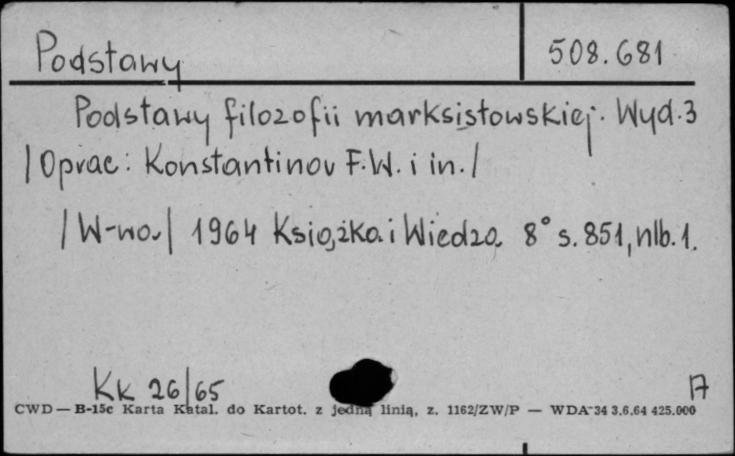 Podstawy 508.681
Podstawy filozofii marksistowskiej. Wyd. 3
/Oprac: Konstantinov F.W. i in./
/W-wa/ 1964 Książka i Wiedza 8° s. 851, nlb. 1.
Kk 26/65
CWD — B-15c Karta Katal. do Kartot. z jedną linią, z. 1162/ZW/P — WDA-34 3.6.64 425.000